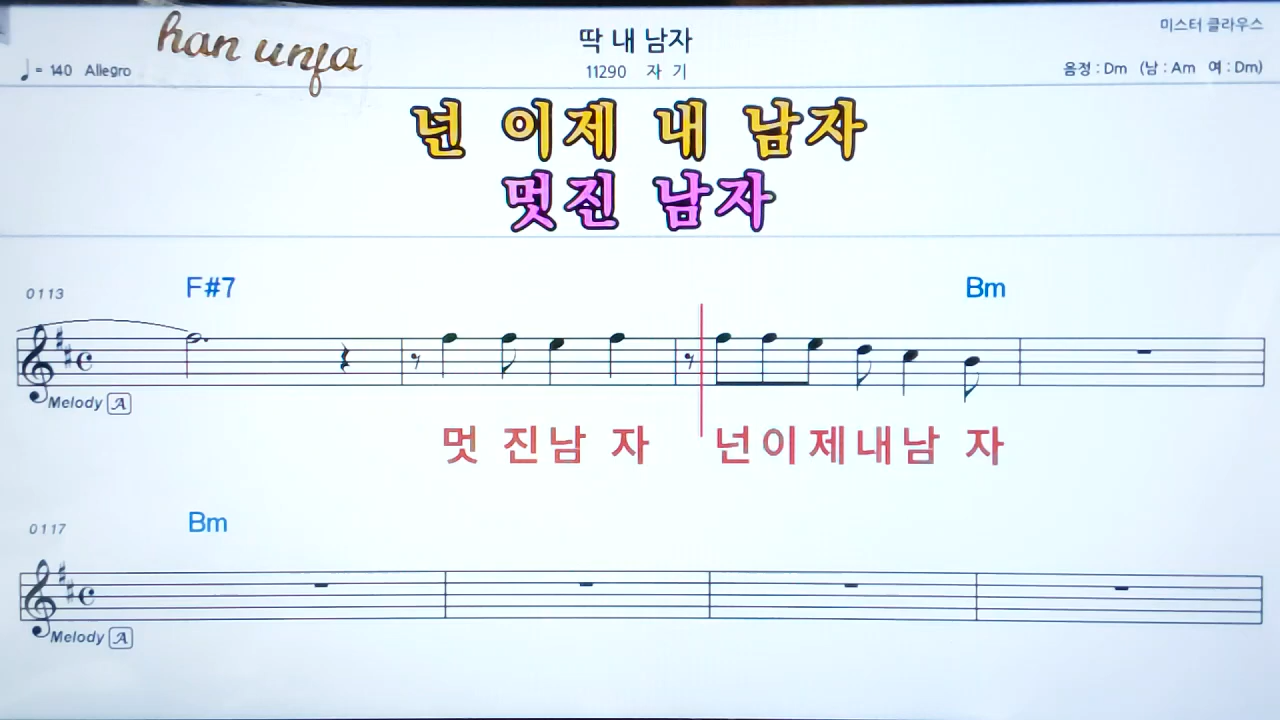 han unja
딱 내 남자
미스터 클라우스
♩= 140 Allegro
11290 자 기
음정 : Dm (남 : Am 여 : Dm)
넌 이제 내 남자
멋진 남자
0113 F#7 Bm
Melody A
멋 진남 자 넌이제내남 자
0117 Bm
Melody A